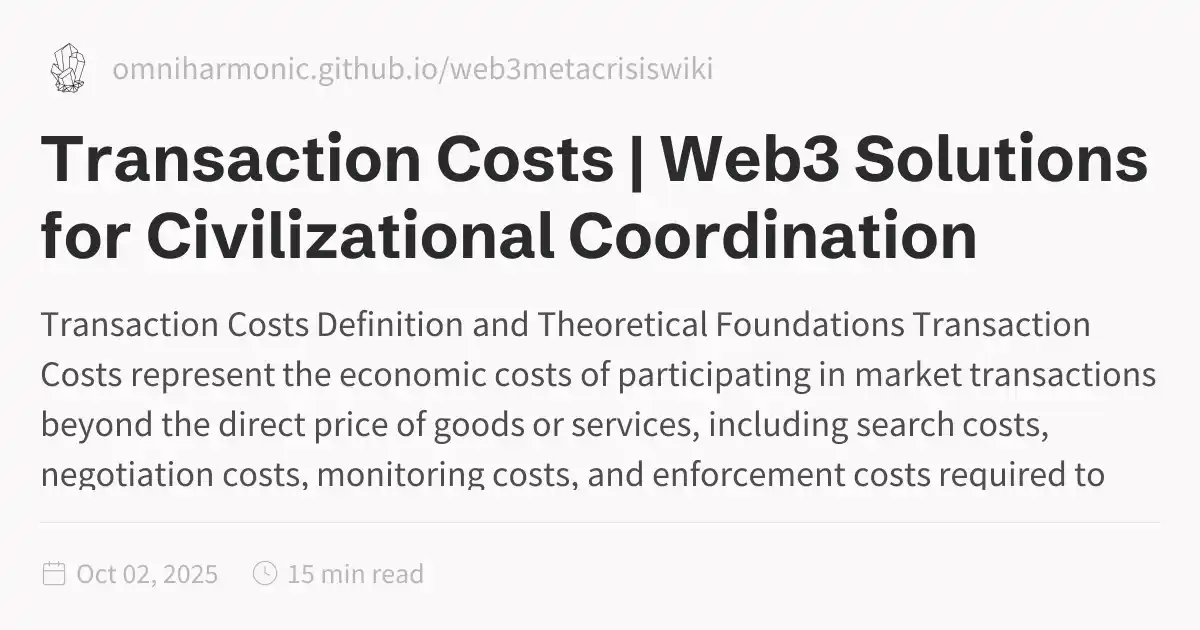 omniharmonic.github.io/web3metacrisiswiki
Transaction Costs | Web3 Solutions
for Civilizational Coordination
Transaction Costs Definition and Theoretical Foundations Transaction
Costs represent the economic costs of participating in market transactions
beyond the direct price of goods or services, including search costs,
negotiation costs, monitoring costs, and enforcement costs required to
Oct 02, 2025
15 min read